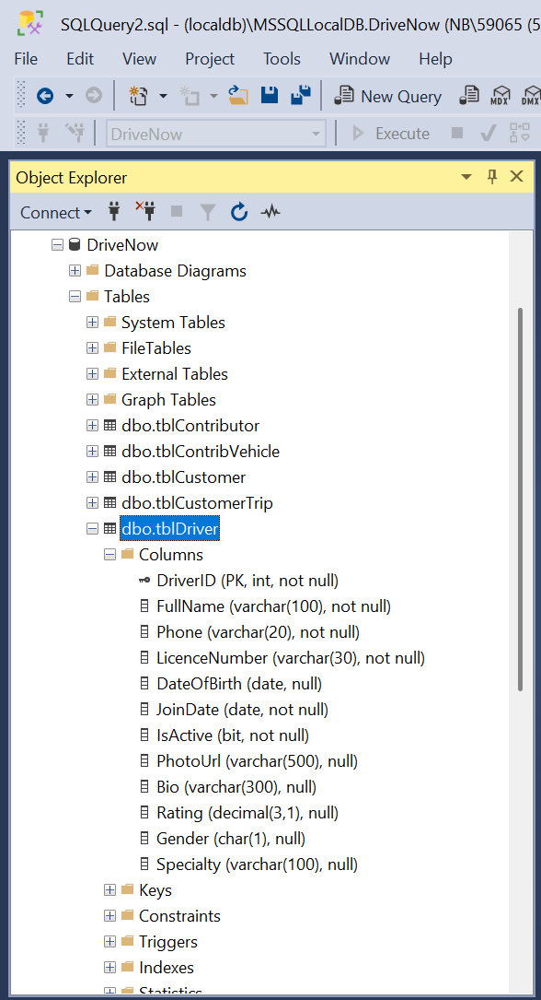 SQLQuery2.sql - (localdb)\MSSQLLocalDB.DriveNow (NB\59065 (5
File Edit View Project Tools Window Help
New Query MDX DMX
DriveNow Execute
Object Explorer
Connect
DriveNow
Database Diagrams
Tables
System Tables
FileTables
External Tables
Graph Tables
dbo.tblContributor
dbo.tblContribVehicle
dbo.tblCustomer
dbo.tblCustomerTrip
dbo.tblDriver
Columns
DriverID (PK, int, not null)
FullName (varchar(100), not null)
Phone (varchar(20), not null)
LicenceNumber (varchar(30), not null)
DateOfBirth (date, null)
JoinDate (date, not null)
IsActive (bit, not null)
PhotoUrl (varchar(500), null)
Bio (varchar(300), null)
Rating (decimal(3,1), null)
Gender (char(1), null)
Specialty (varchar(100), null)
Keys
Constraints
Triggers
Indexes
Statistics